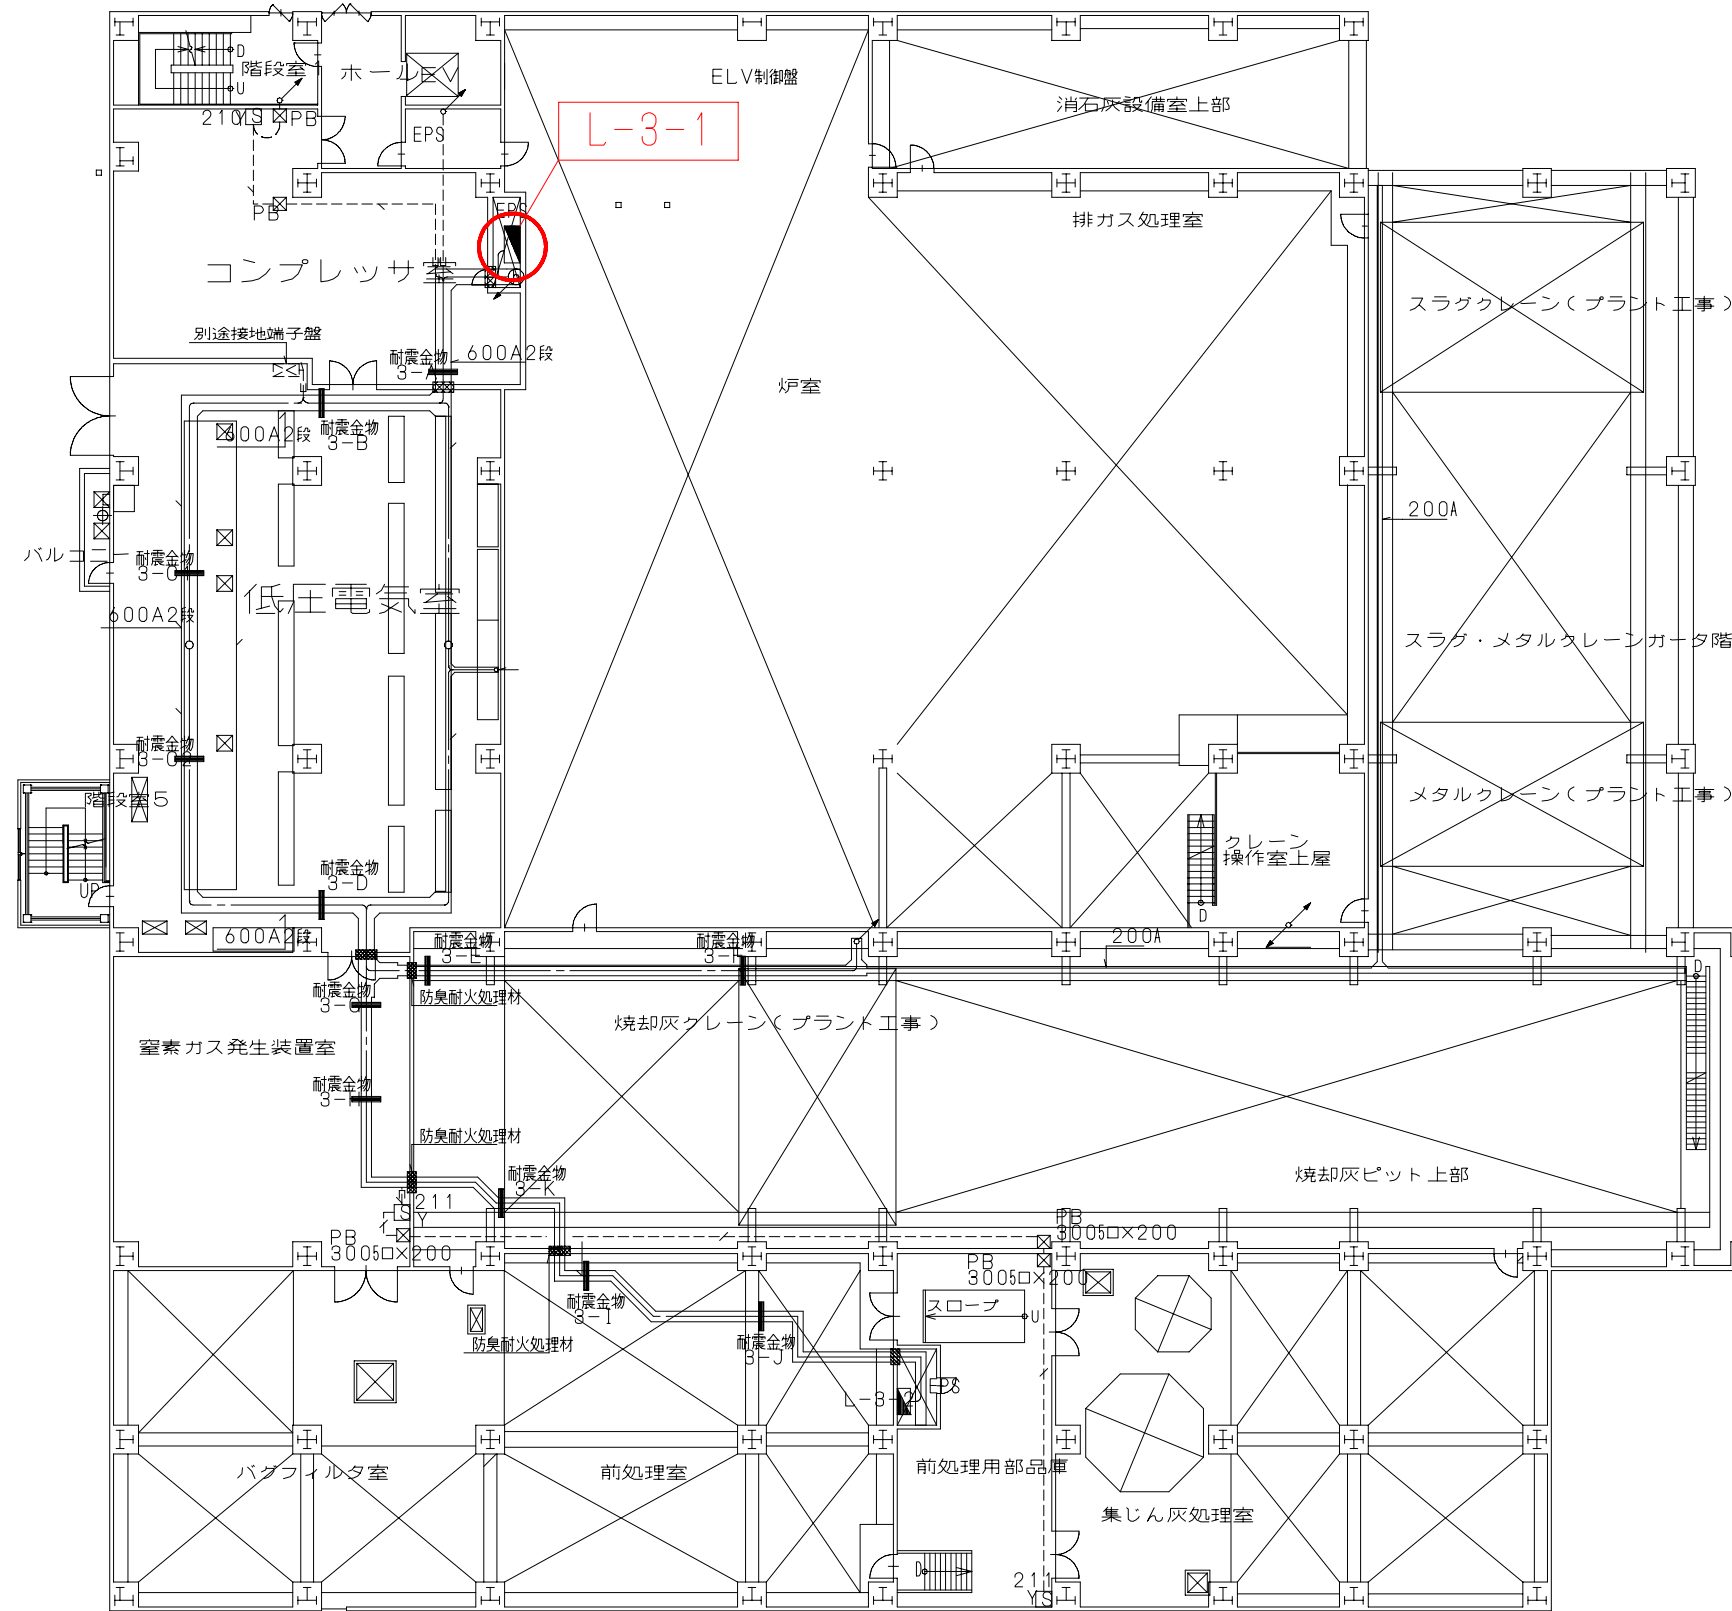 階段室1
D
U
ホールEV
ELV制御盤
消石灰設備室上部
L-3-1
PB
EPS
PB
EPS
排ガス処理室
コンプレッサ室
別途接地端子盤
耐震金物
3-A
600A2段
スラグクレーン(プラント工事)
炉室
耐震金物
3-B
600A2段
200A
バルコニー
耐震金物
600A2段
低圧電気室
スラグ・メタルクレーンガータ階
耐震金物
階段室5
UP
メタルクレーン(プラント工事)
クレーン
操作室上屋
D
耐震金物
3-D
600A2段
耐震金物
3-E
耐震金物
200A
D
耐震金物
防臭耐火処理材
焼却灰クレーン(プラント工事)
窒素ガス発生装置室
耐震金物
3-H
防臭耐火処理材
耐震金物
3-K
焼却灰ピット上部
211
PB
PB
PB
スロープ
U
耐震金物
3-I
防臭耐火処理材
耐震金物
3-J
L-3-2
EPS
バグフィルタ室
前処理室
前処理用部品庫
集じん灰処理室
D
211
YS